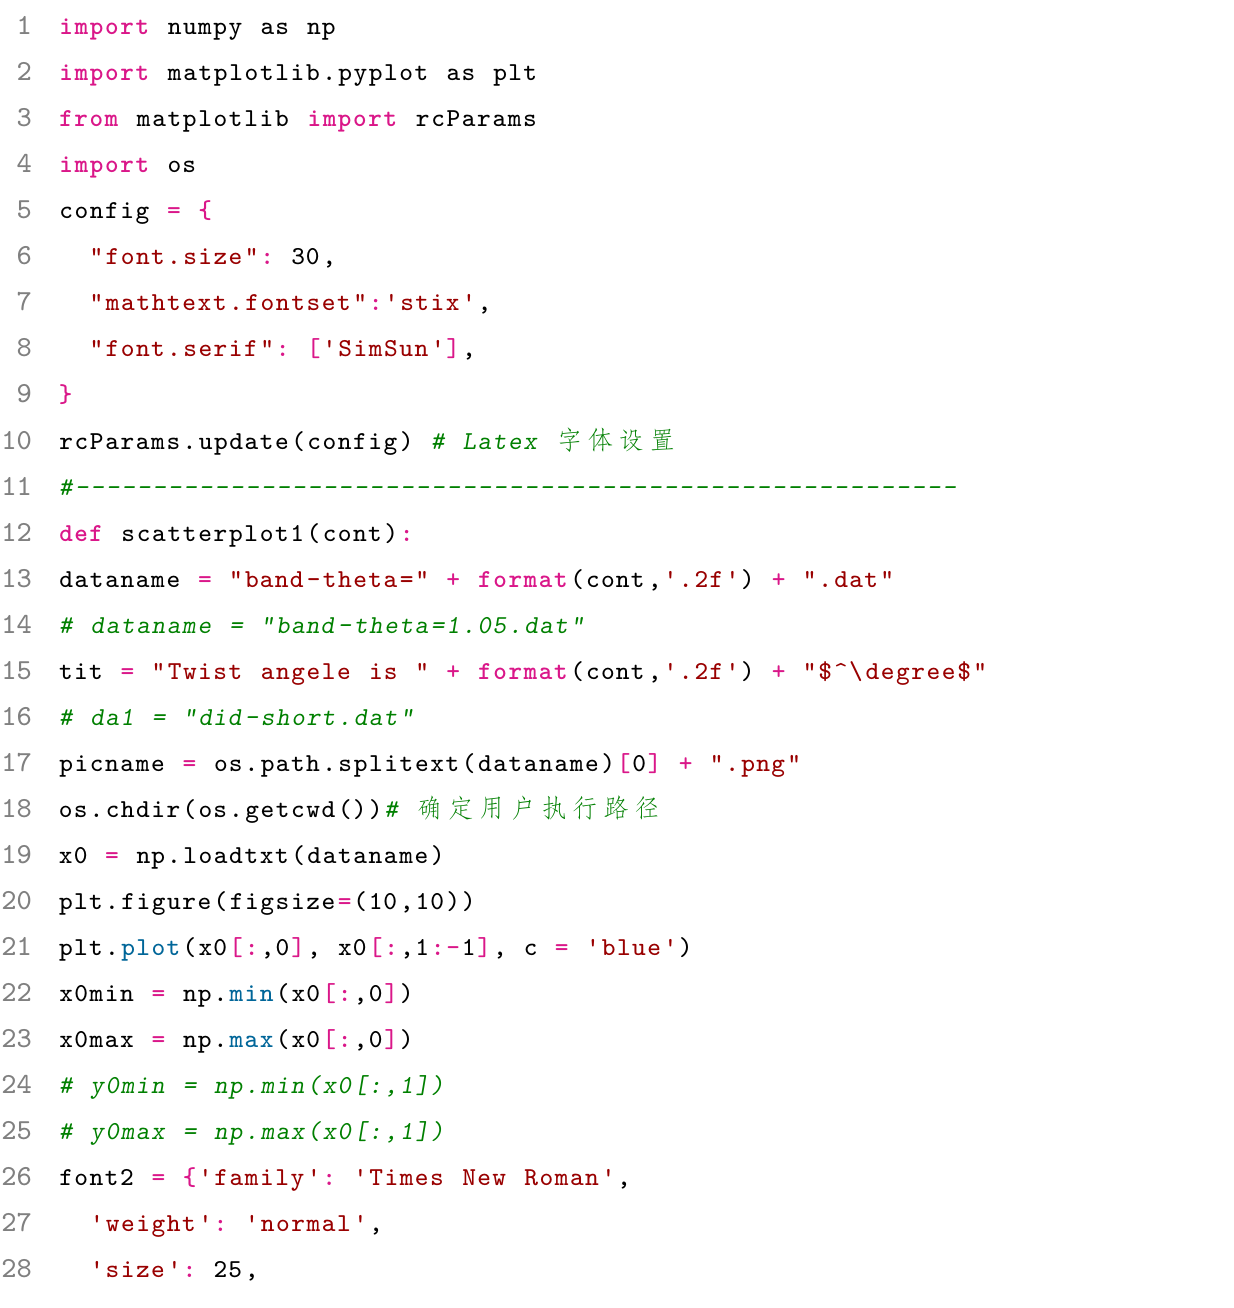 1 import numpy as np
2 import matplotlib.pyplot as plt
3 from matplotlib import rcParams
4 import os
5 config = {
6   "font.size": 30,
7   "mathtext.fontset":'stix',
8   "font.serif": ['SimSun'],
9 }
10 rcParams.update(config) # Latex 字体设置
11 #---------------------------------------------------------
12 def scatterplot1(cont):
13 dataname = "band-theta=" + format(cont,'.2f') + ".dat"
14 # dataname = "band-theta=1.05.dat"
15 tit = "Twist angele is " + format(cont,'.2f') + "$^\degree$"
16 # da1 = "did-short.dat"
17 picname = os.path.splitext(dataname)[0] + ".png"
18 os.chdir(os.getcwd())# 确定用户执行路径
19 x0 = np.loadtxt(dataname)
20 plt.figure(figsize=(10,10))
21 plt.plot(x0[:,0], x0[:,1:-1], c = 'blue')
22 x0min = np.min(x0[:,0])
23 x0max = np.max(x0[:,0])
24 # y0min = np.min(x0[:,1])
25 # y0max = np.max(x0[:,1])
26 font2 = {'family': 'Times New Roman',
27   'weight': 'normal',
28   'size': 25,